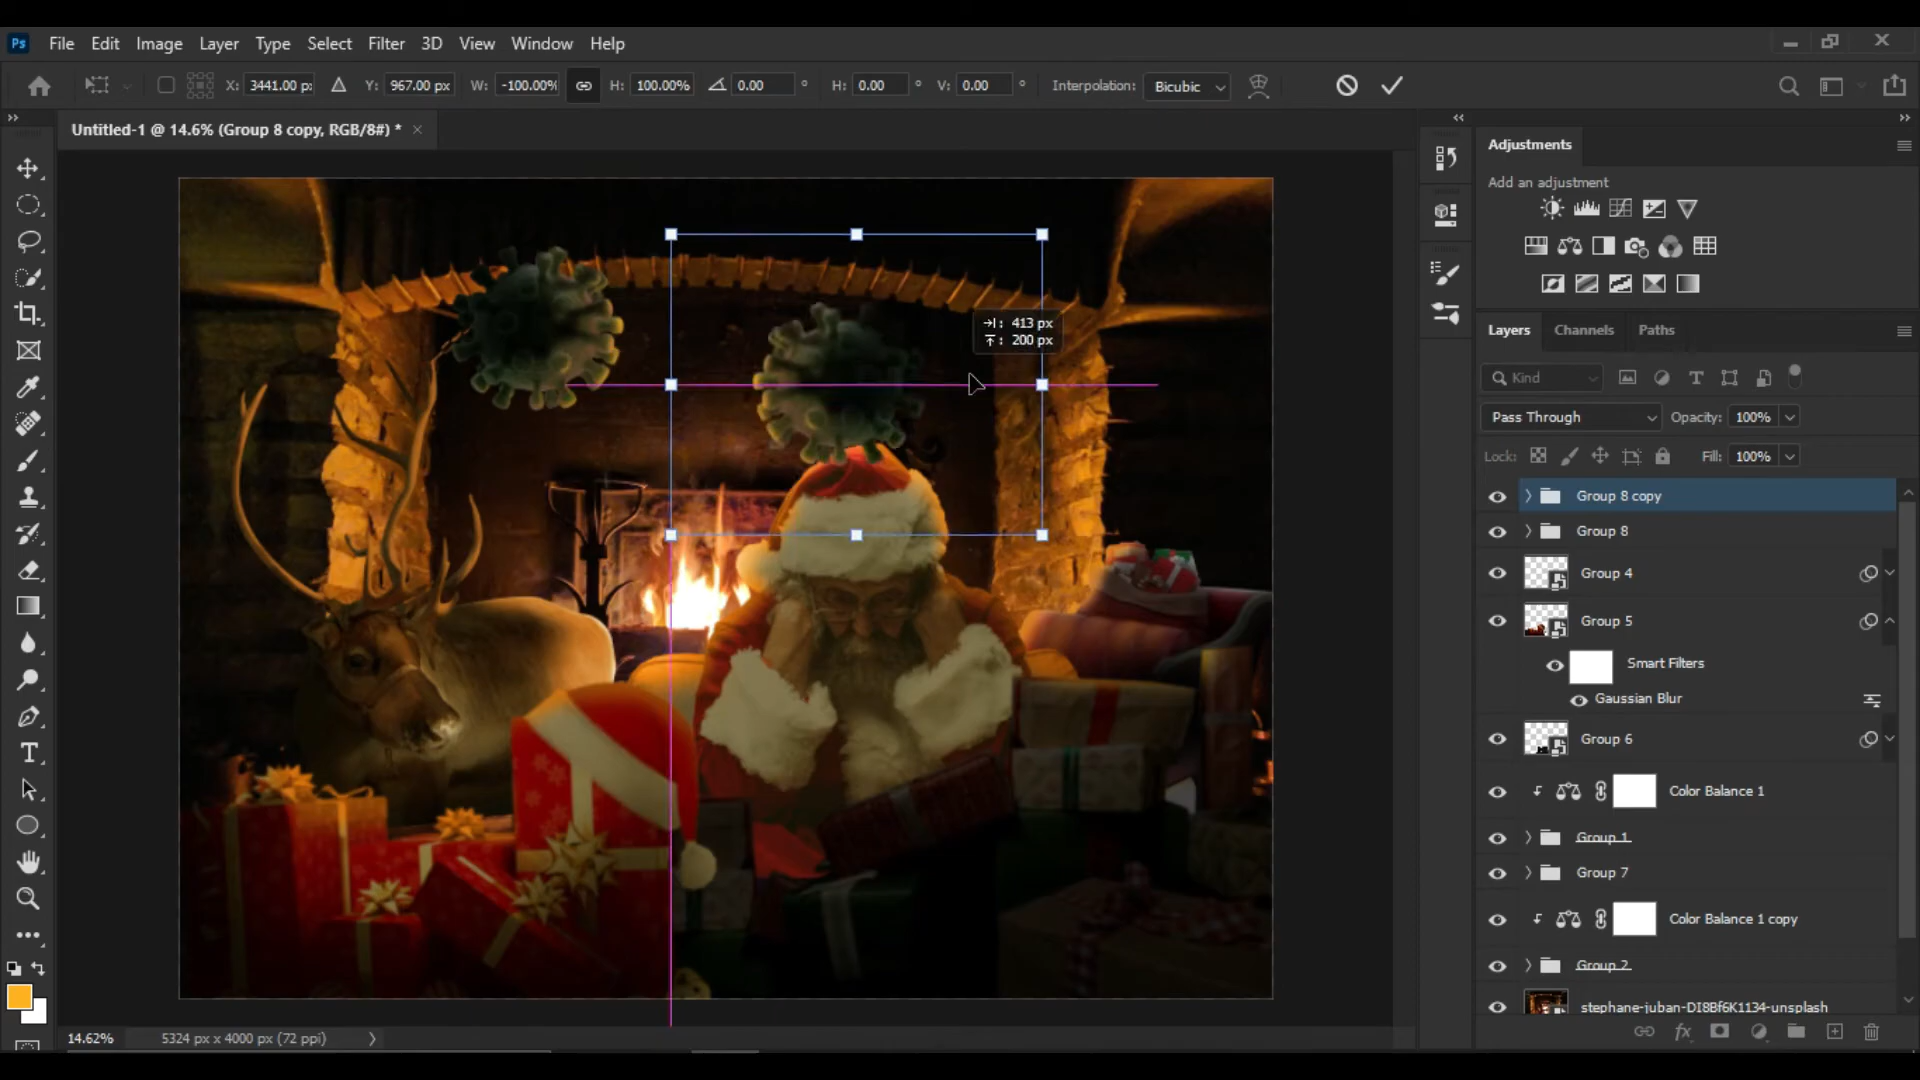 Ps File Edit Image Layer Type Select Filter 3D View Window Help
X: 3441.00 p: Y: 967.00 px W: -100.00% H: 100.00% 0.00 ° H: 0.00 ° V: 0.00 ° Interpolation: Bicubic
Untitled-1 @ 14.6% (Group 8 copy, RGB/8#) * ×
Adjustments
Add an adjustment
413 px
200 px
Layers Channels Paths
Kind
Pass Through Opacity: 100%
Lock: Fill: 100%
Group 8 copy
Group 8
Group 4
Group 5
Smart Filters
Gaussian Blur
Group 6
Color Balance 1
Group 1
Group 7
Color Balance 1 copy
Group 2
stephane-juban-DI8Bf6K1134-unsplash
14.62% 5324 px x 4000 px (72 ppi)